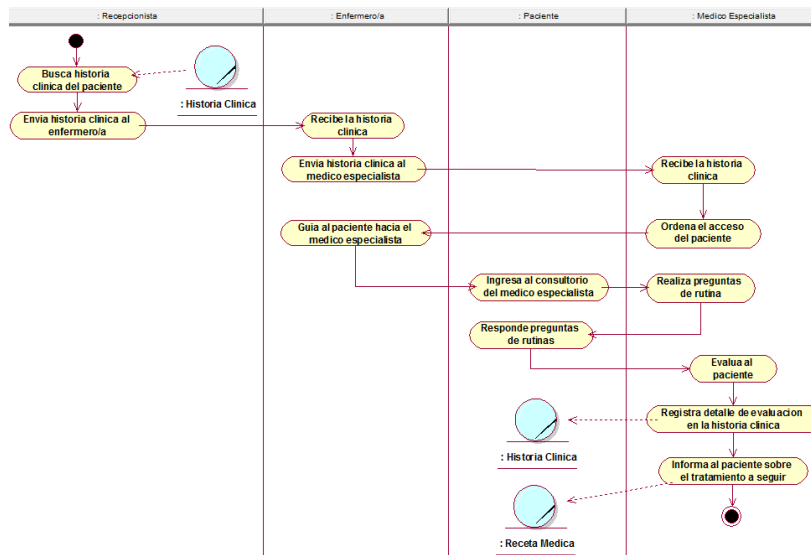 : Recepcionista
: Enfermero/a
: Paciente
: Medico Especialista
Busca historia
clinica del paciente
: Historia Clinica
Envia historia clinica al
enfermero/a
Recibe la historia
clinica
Envia historia clinica al
medico especialista
Recibe la historia
clinica
Guia al paciente hacia el
medico especialista
Ordena el acceso
del paciente
Ingresa al consultorio
del medico especialista
Realiza preguntas
de rutina
Responde preguntas
de rutinas
Evalua al
paciente
Registra detalle de evaluacion
en la historia clinica
: Historia Clinica
Informa al paciente sobre
el tratamiento a seguir
: Receta Medica